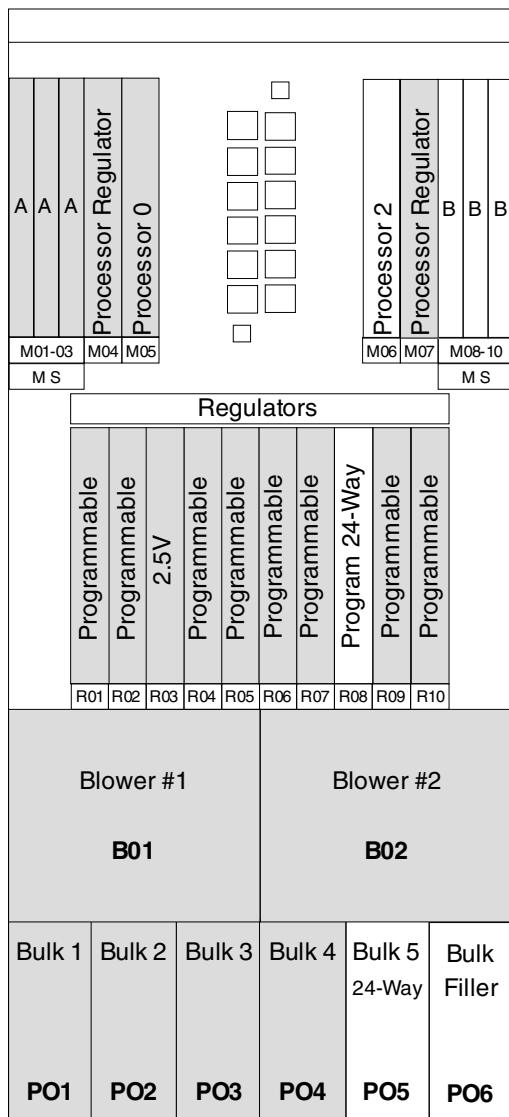 A A A Processor Regulator Processor 0 Processor 2 Processor Regulator B B B
M01-03 M04 M05 M06 M07 M08-10
M S M S
Regulators
Programmable Programmable 2.5V Programmable Programmable Programmable Programmable Program 24-Way Programmable Programmable
R01 R02 R03 R04 R05 R06 R07 R08 R09 R10
Blower #1 Blower #2
B01 B02
Bulk 1 Bulk 2 Bulk 3 Bulk 4 Bulk 5 Bulk
24-Way Filler
PO1 PO2 PO3 PO4 PO5 PO6